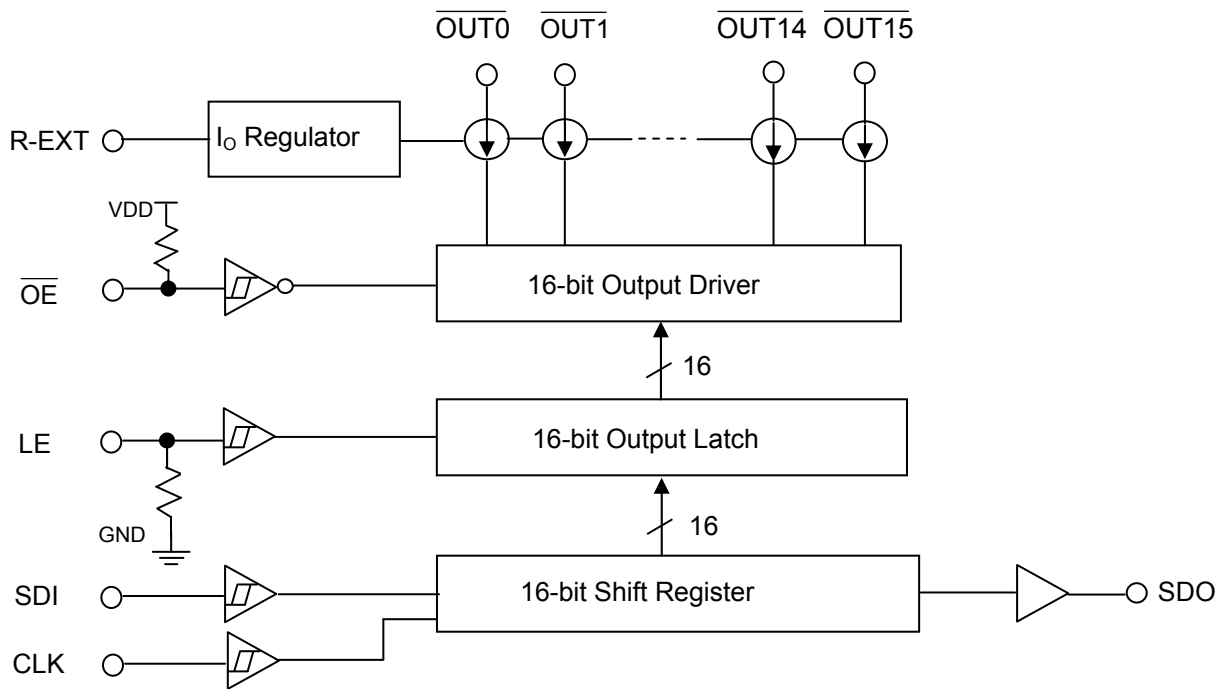 OUT0 OUT1 OUT14 OUT15
R-EXT
IO Regulator
VDD
OE
16-bit Output Driver
16
LE
16-bit Output Latch
GND
16
SDI
16-bit Shift Register
SDO
CLK